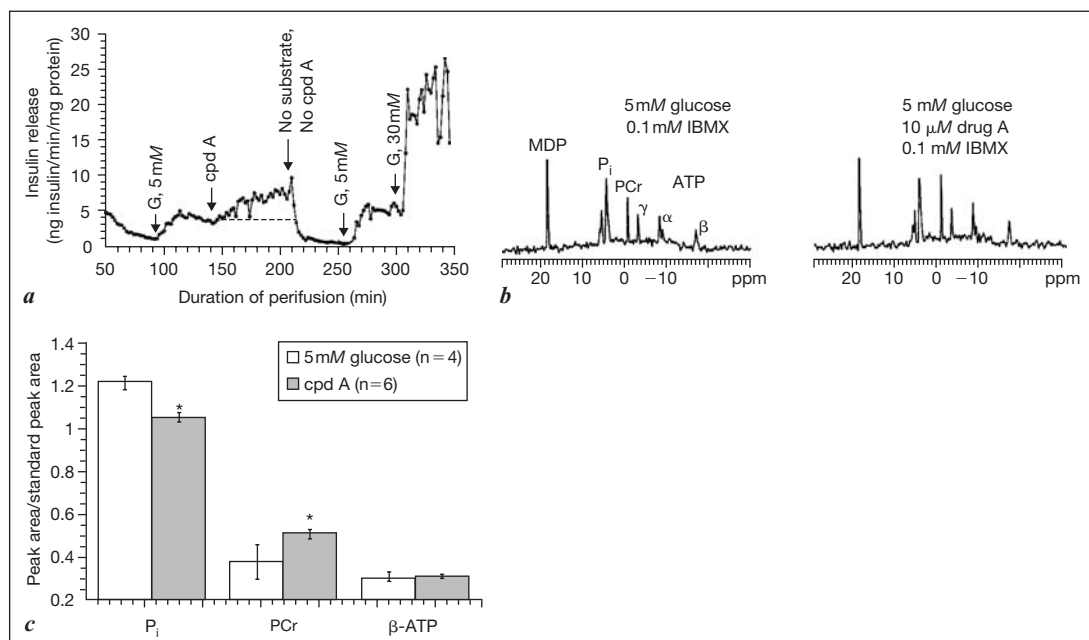 30
25
20
15
10
5
0
Insulin release
(ng insulin/min/mg protein)
G, 5 mM
cpd A
No substrate,
No cpd A
G, 5 mM
G, 30 mM
50 100 150 200 250 300 350
Duration of perifusion (min)
a
5 mM glucose
0.1 mM IBMX
MDP
Pi
PCr
γ
ATP
α
β
20 10 0 −10 ppm
b
5 mM glucose
10 μM drug A
0.1 mM IBMX
20 10 0 −10 ppm
1.4
1.2
1
0.8
0.6
0.4
0.2
Peak area/standard peak area
5 mM glucose (n = 4)
cpd A (n = 6)
*
*
Pi PCr β-ATP
c